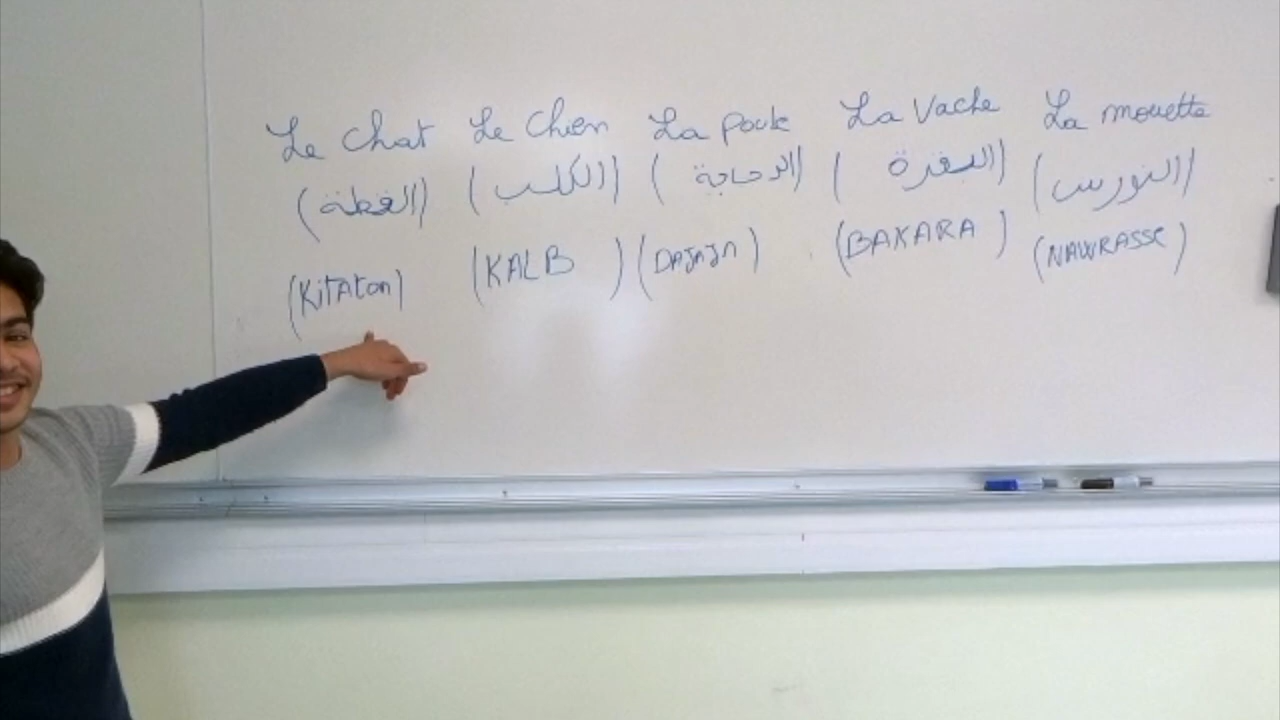 Le chat Le Chien La poule La Vache La mouette
(القطة) (الكلب) (الدجاجة) (البقرة) (النورس)
(KiTAton) (KALB) (DAJAJA) (BAKARA) (NAWRASSE)